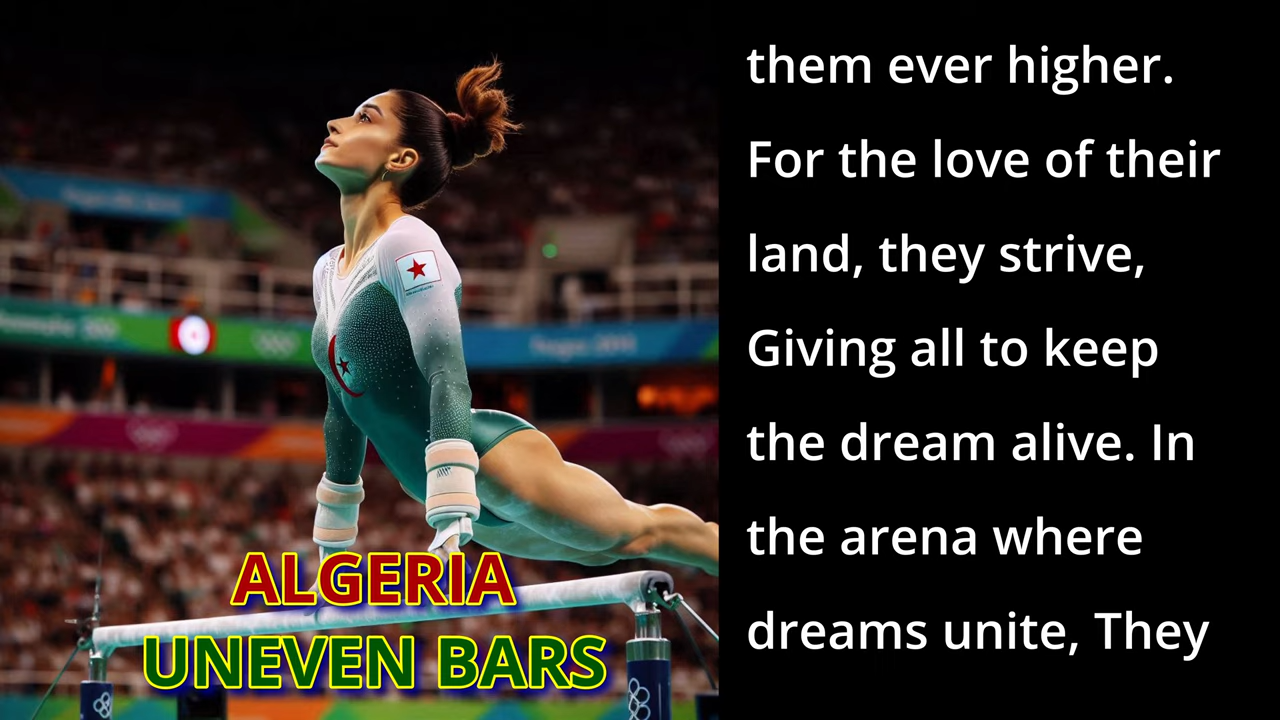 ALGERIA
UNEVEN BARS
them ever higher.
For the love of their
land, they strive,
Giving all to keep
the dream alive. In
the arena where
dreams unite, They